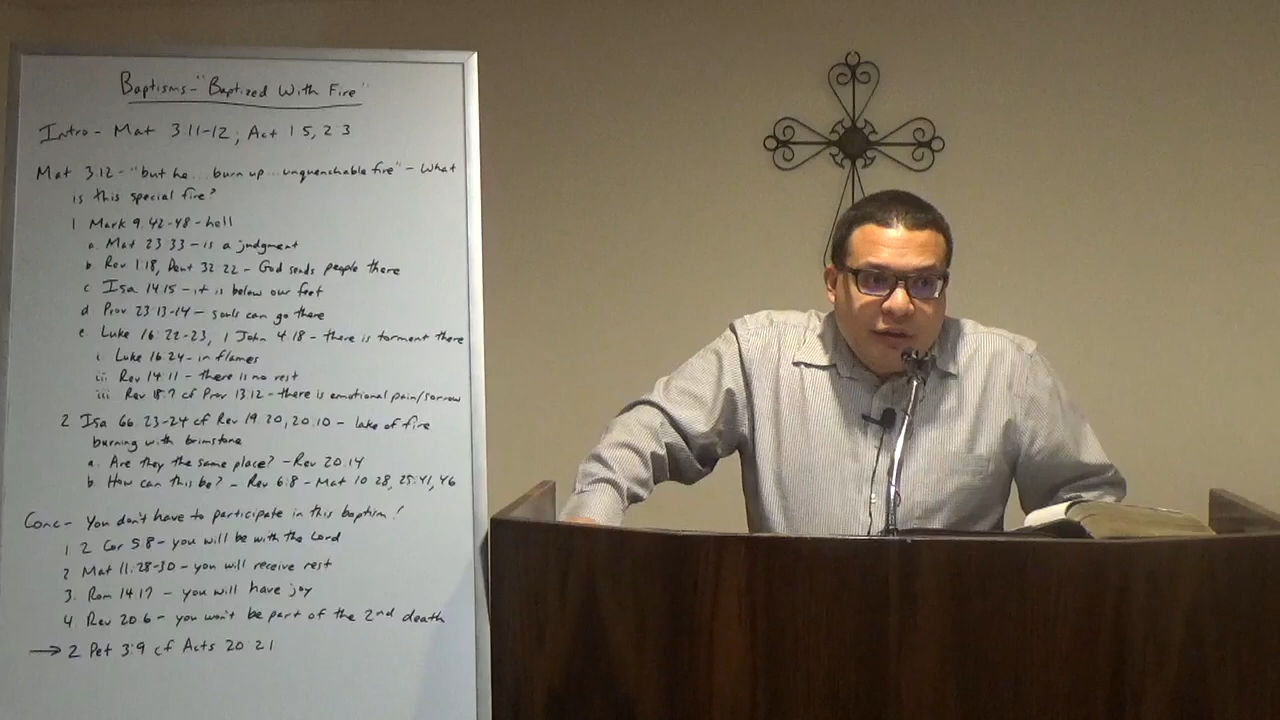 Baptisms - "Baptized With Fire"
Intro - Mat 3:11-12; Act 1:5, 2:3
Mat 3:12 - "but he... burn up... unquenchable fire" - What
is this special fire?
1 Mark 9:42-48 - hell
a. Mat 23:33 - is a judgment
b Rev 1:18, Deut 32:22 - God sends people there
c Isa 14:15 - it is below our feet
d Prov 23:13-14 - souls can go there
e. Luke 16:22-23, 1 John 4:18 - there is torment there
i. Luke 16:24 - in flames
ii. Rev 14:11 - there is no rest
iii Rev 18:7 cf Prov 13:12 - there is emotional pain/sorrow
2 Isa 66:23-24 cf Rev 19:20, 20:10 - lake of fire
burning with brimstone
a. Are they the same place? - Rev 20:14
b. How can this be? - Rev 6:8 - Mat 10:28, 25:41, 46
Conc - You don't have to participate in this baptism!
1 2 Cor 5:8 - you will be with the Lord
2 Mat 11:28-30 - you will receive rest
3. Rom 14:17 - you will have joy
4 Rev 20:6 - you won't be part of the 2nd death
→ 2 Pet 3:9 cf Acts 20:21